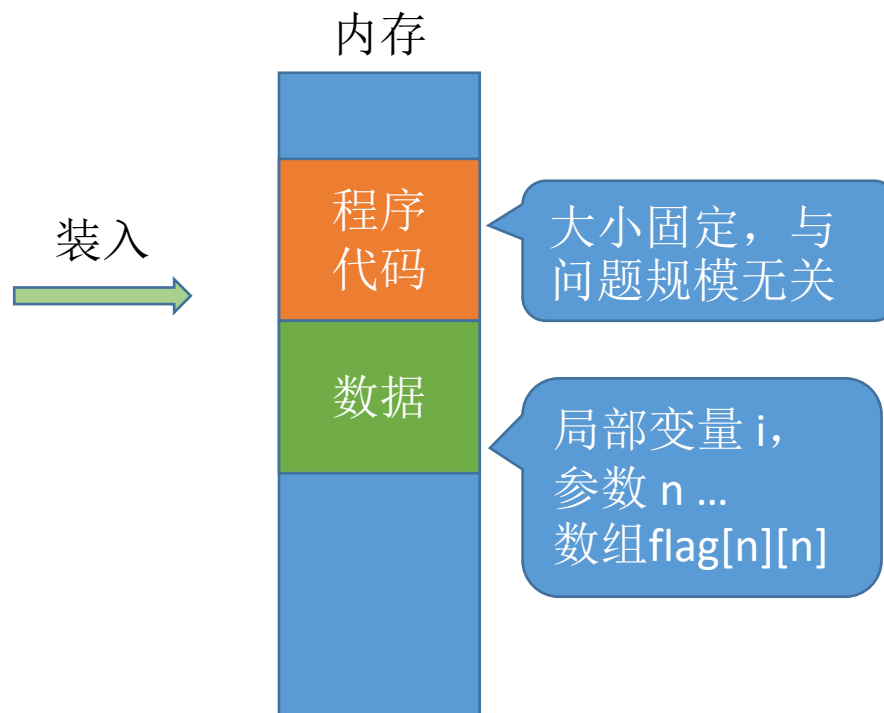 内存
装入
程序
代码
大小固定，与
问题规模无关
数据
局部变量 i，
参数 n …
数组flag[n][n]